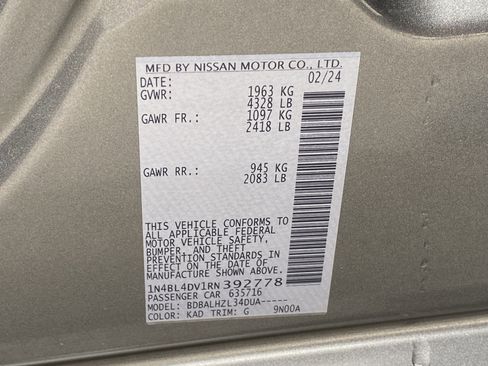 MFD BY NISSAN MOTOR CO., LTD.
DATE: 02/24
GVWR: 1963 KG
4328 LB
GAWR FR.: 1097 KG
2418 LB
GAWR RR.: 945 KG
2083 LB
THIS VEHICLE CONFORMS TO
ALL APPLICABLE FEDERAL
MOTOR VEHICLE SAFETY,
BUMPER, AND THEFT
PREVENTION STANDARDS IN
EFFECT ON THE DATE OF
MANUFACTURE SHOWN ABOVE.
1N4BL4DV1RN392778
PASSENGER CAR 635716
MODEL: BDBALHZL34DUA-----
COLOR: KAD TRIM: G 9N00A